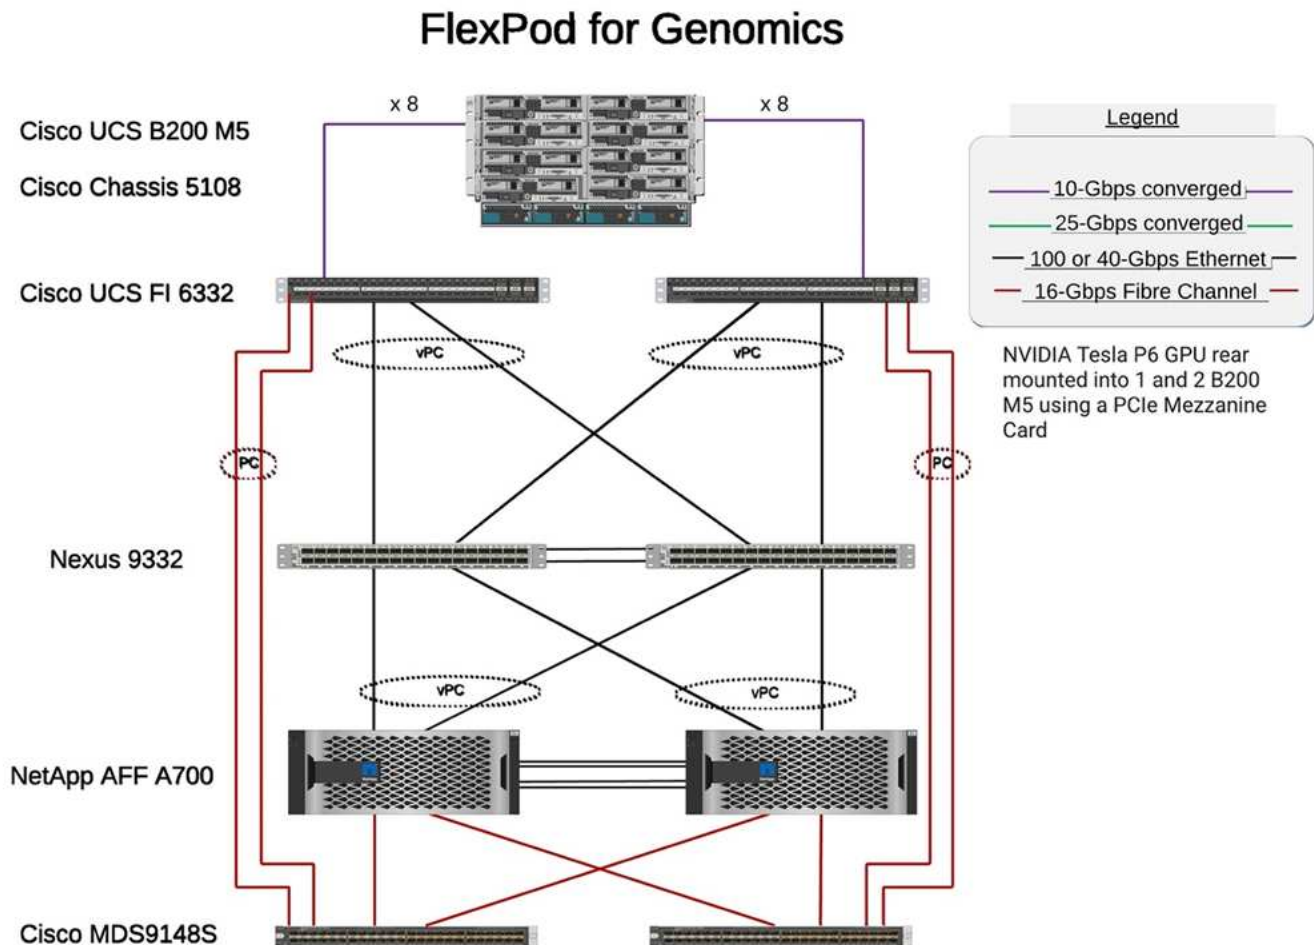 FlexPod for Genomics
x 8
x 8
Cisco UCS B200 M5
Cisco Chassis 5108
Cisco UCS FI 6332
Legend
10-Gbps converged
25-Gbps converged
100 or 40-Gbps Ethernet
16-Gbps Fibre Channel
vPC
vPC
NVIDIA Tesla P6 GPU rear
mounted into 1 and 2 B200
M5 using a PCIe Mezzanine
Card
PC
PC
Nexus 9332
vPC
vPC
NetApp AFF A700
Cisco MDS9148S